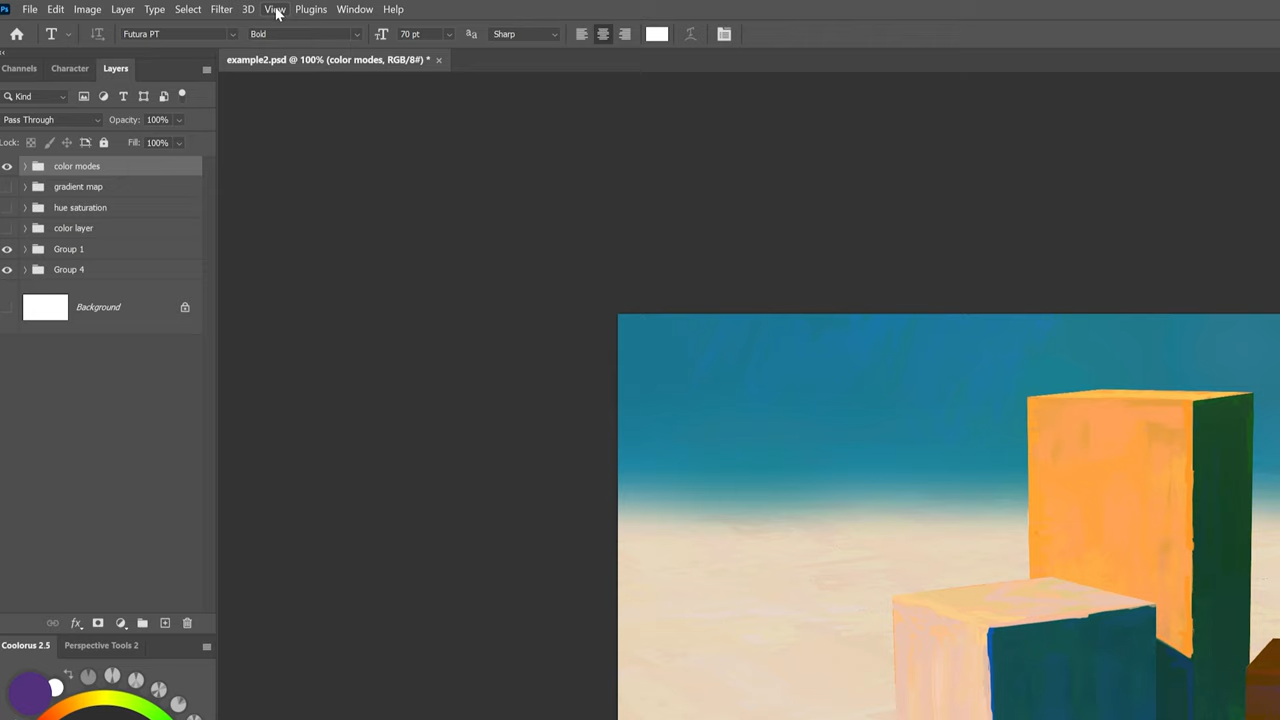 Ps File Edit Image Layer Type Select Filter 3D View Plugins Window Help
T Futura PT Bold 70 pt Sharp
example2.psd @ 100% (color modes, RGB/8#) * ×
Channels Character Layers
Kind
Pass Through Opacity: 100%
Lock: Fill: 100%
color modes
gradient map
hue saturation
color layer
Group 1
Group 4
Background
fx
Coolorus 2.5 Perspective Tools 2